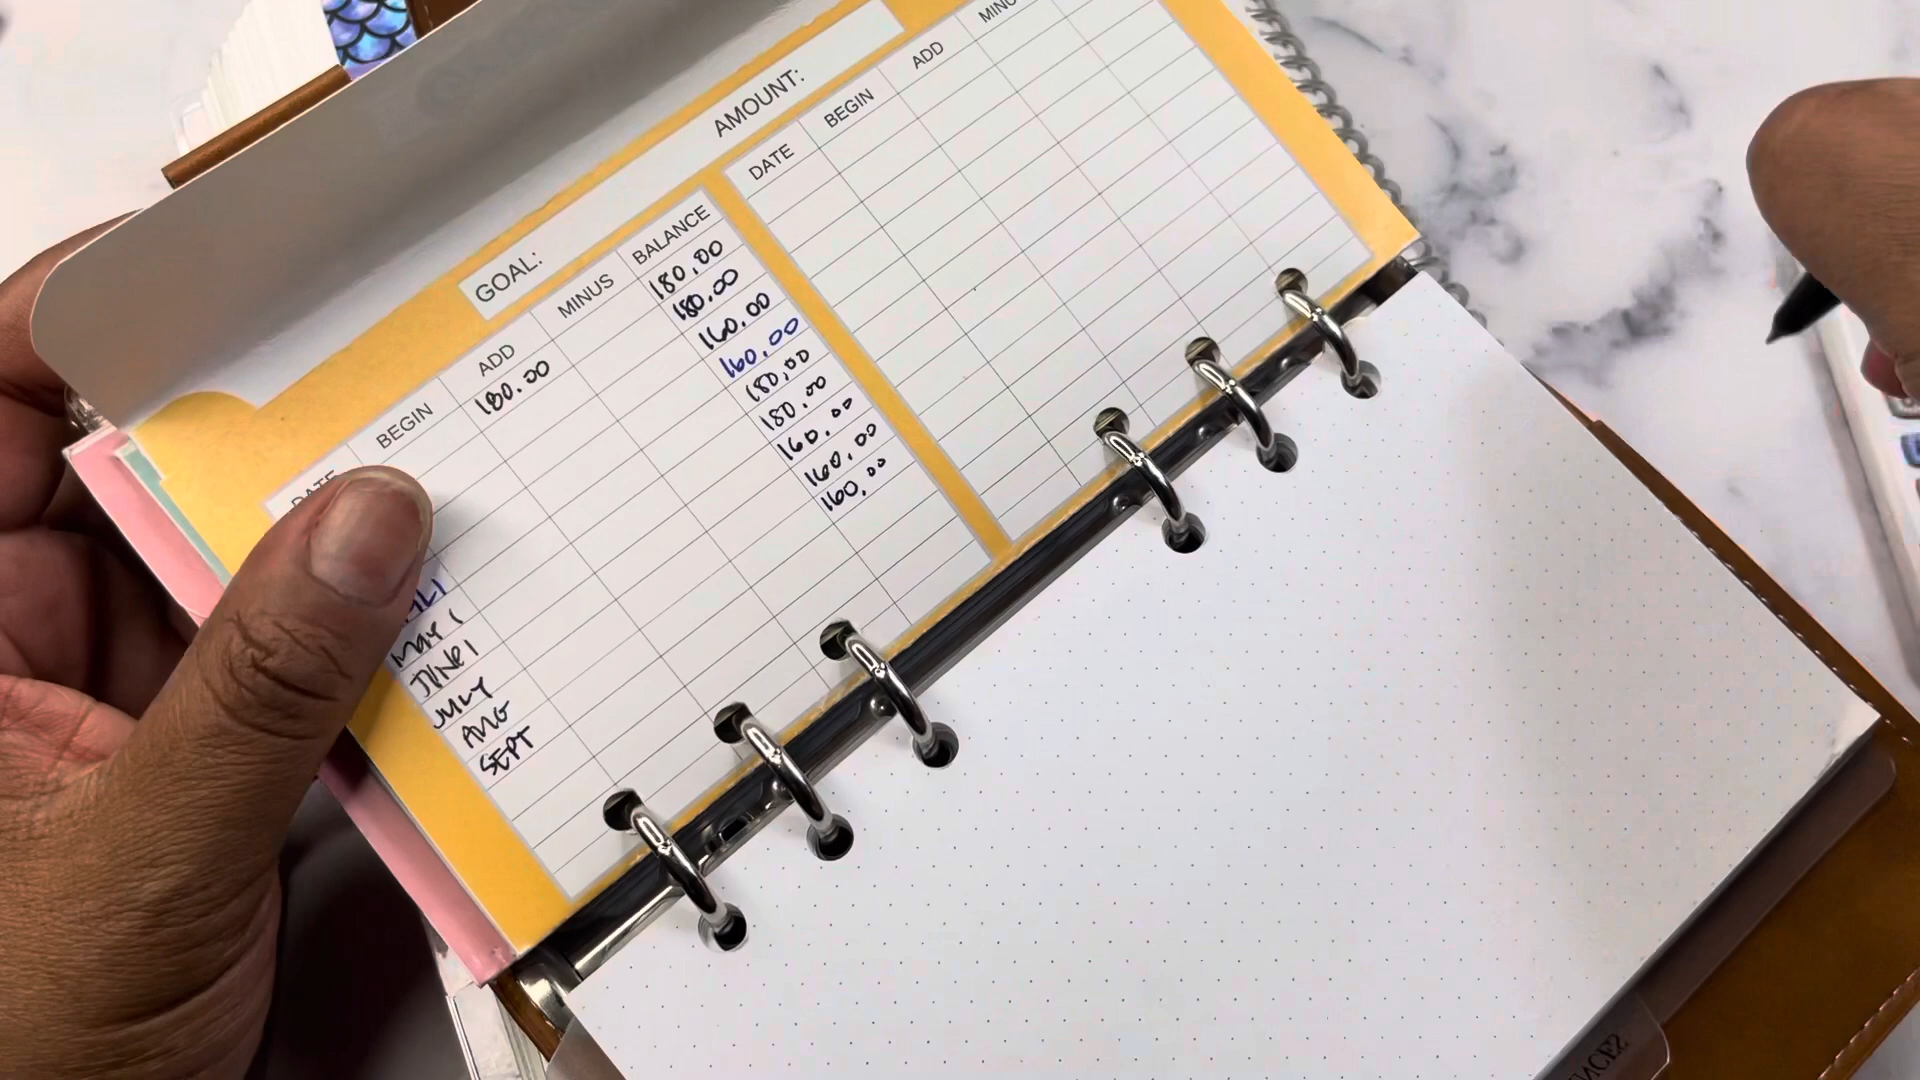 GOAL: AMOUNT:
DATE BEGIN ADD MINUS BALANCE
180.00 180.00
180.00
160.00
160.00
MAY 1 180.00
JUNE 1 180.00
JULY 160.00
AUG 160.00
SEPT 160.00
DATE BEGIN ADD